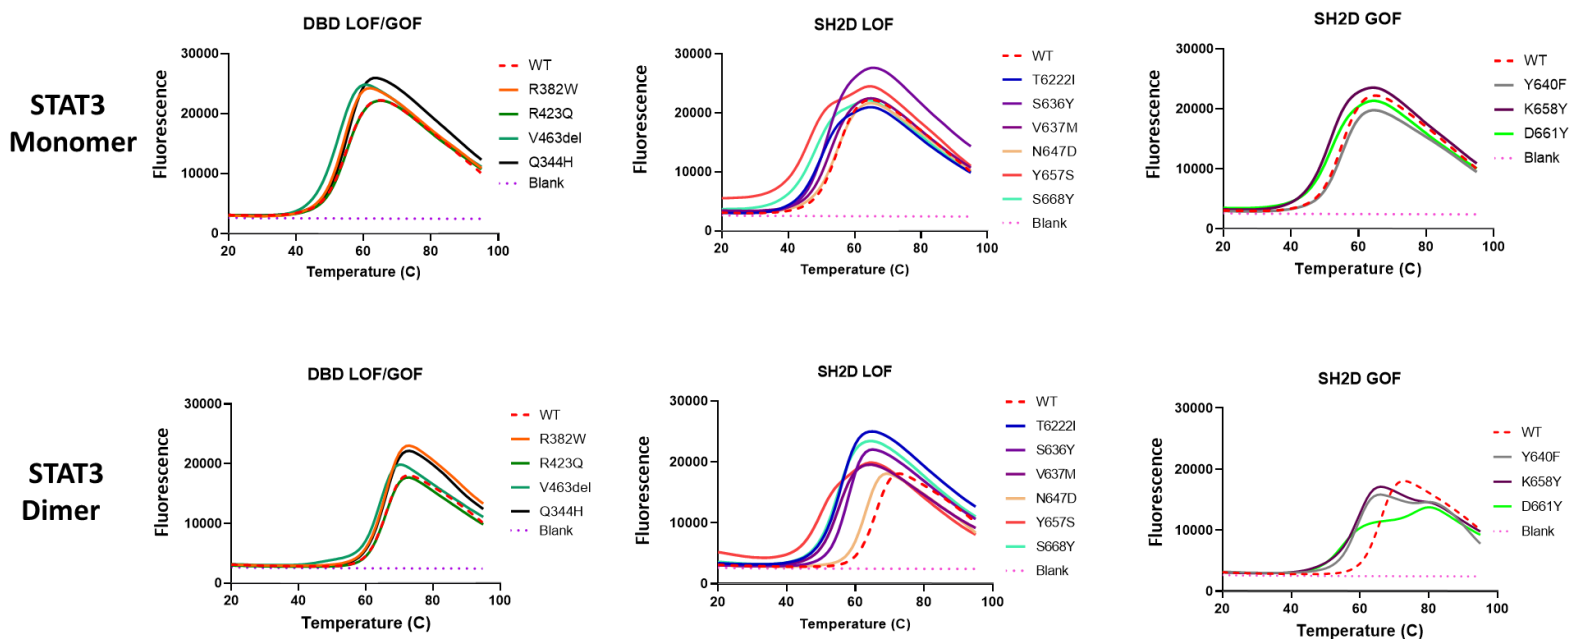 STAT3
Monomer
DBD LOF/GOF
Fluorescence
30000
20000
10000
0
20
40
60
80
100
Temperature (C)
WT
R382W
R423Q
V463del
Q344H
Blank
SH2D LOF
Fluorescence
30000
20000
10000
0
20
40
60
80
100
Temperature (C)
WT
T6222I
S636Y
V637M
N647D
Y657S
S668Y
Blank
SH2D GOF
Fluorescence
30000
20000
10000
0
20
40
60
80
100
Temperature (C)
WT
Y640F
K658Y
D661Y
Blank
STAT3
Dimer
DBD LOF/GOF
Fluorescence
30000
20000
10000
0
20
40
60
80
100
Temperature (C)
WT
R382W
R423Q
V463del
Q344H
Blank
SH2D LOF
Fluorescence
30000
20000
10000
0
20
40
60
80
100
Temperature (C)
WT
T6222I
S636Y
V637M
N647D
Y657S
S668Y
Blank
SH2D GOF
Fluorescence
30000
20000
10000
0
20
40
60
80
100
Temperature (C)
WT
Y640F
K658Y
D661Y
Blank